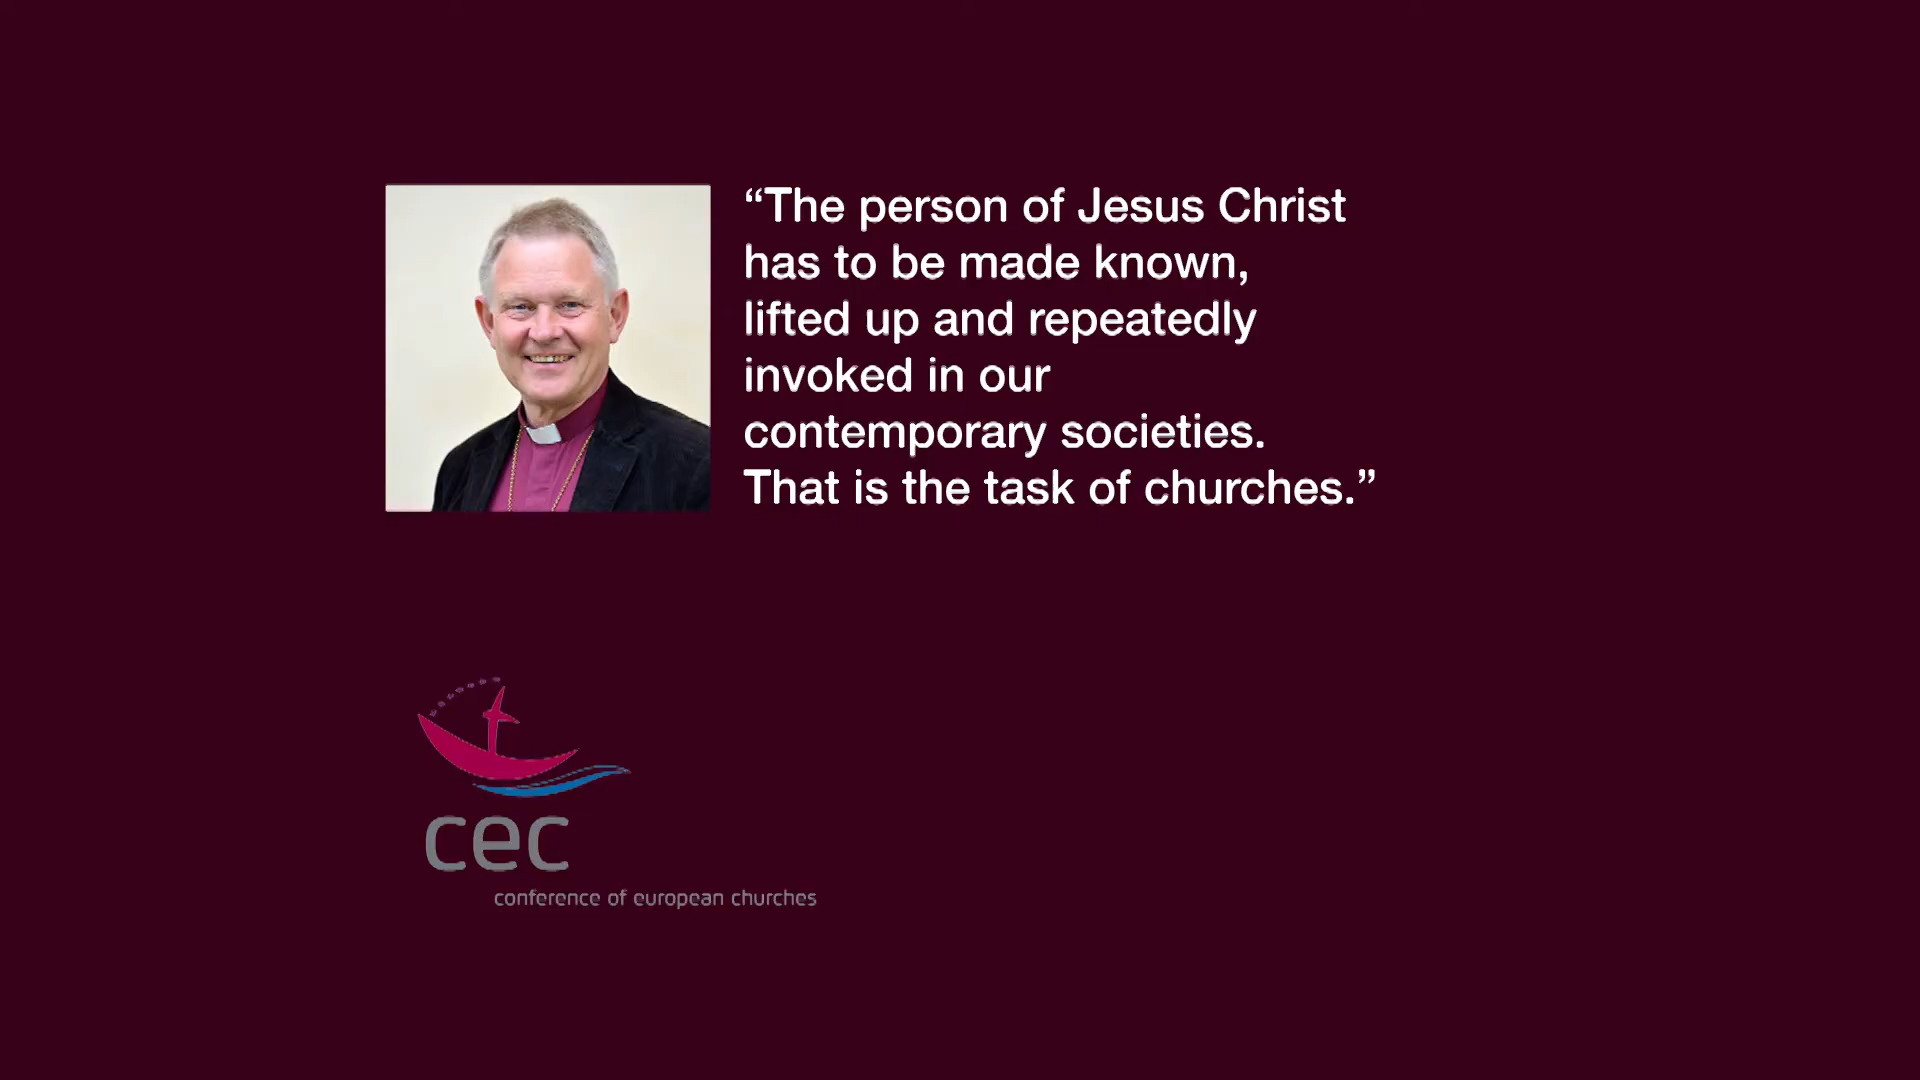 “The person of Jesus Christ
has to be made known,
lifted up and repeatedly
invoked in our
contemporary societies.
That is the task of churches.”
cec
conference of european churches